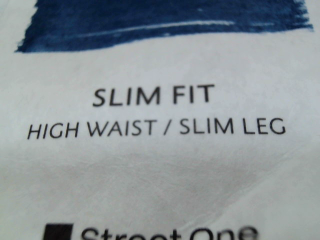 SLIM FIT
HIGH WAIST / SLIM LEG
Street One